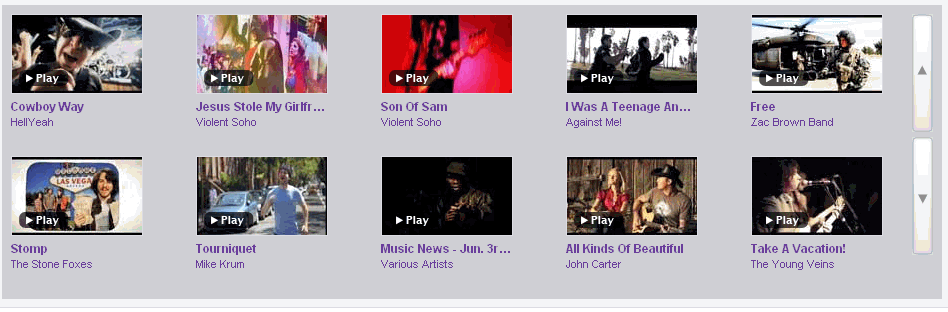 Play
Play
Play
Play
Play
Cowboy Way
Jesus Stole My Girlfr...
Son Of Sam
I Was A Teenage An...
Free
HellYeah
Violent Soho
Violent Soho
Against Me!
Zac Brown Band
LAS VEGAS
Play
Play
Play
Play
Play
Stomp
Tourniquet
Music News - Jun. 3r...
All Kinds Of Beautiful
Take A Vacation!
The Stone Foxes
Mike Krum
Various Artists
John Carter
The Young Veins